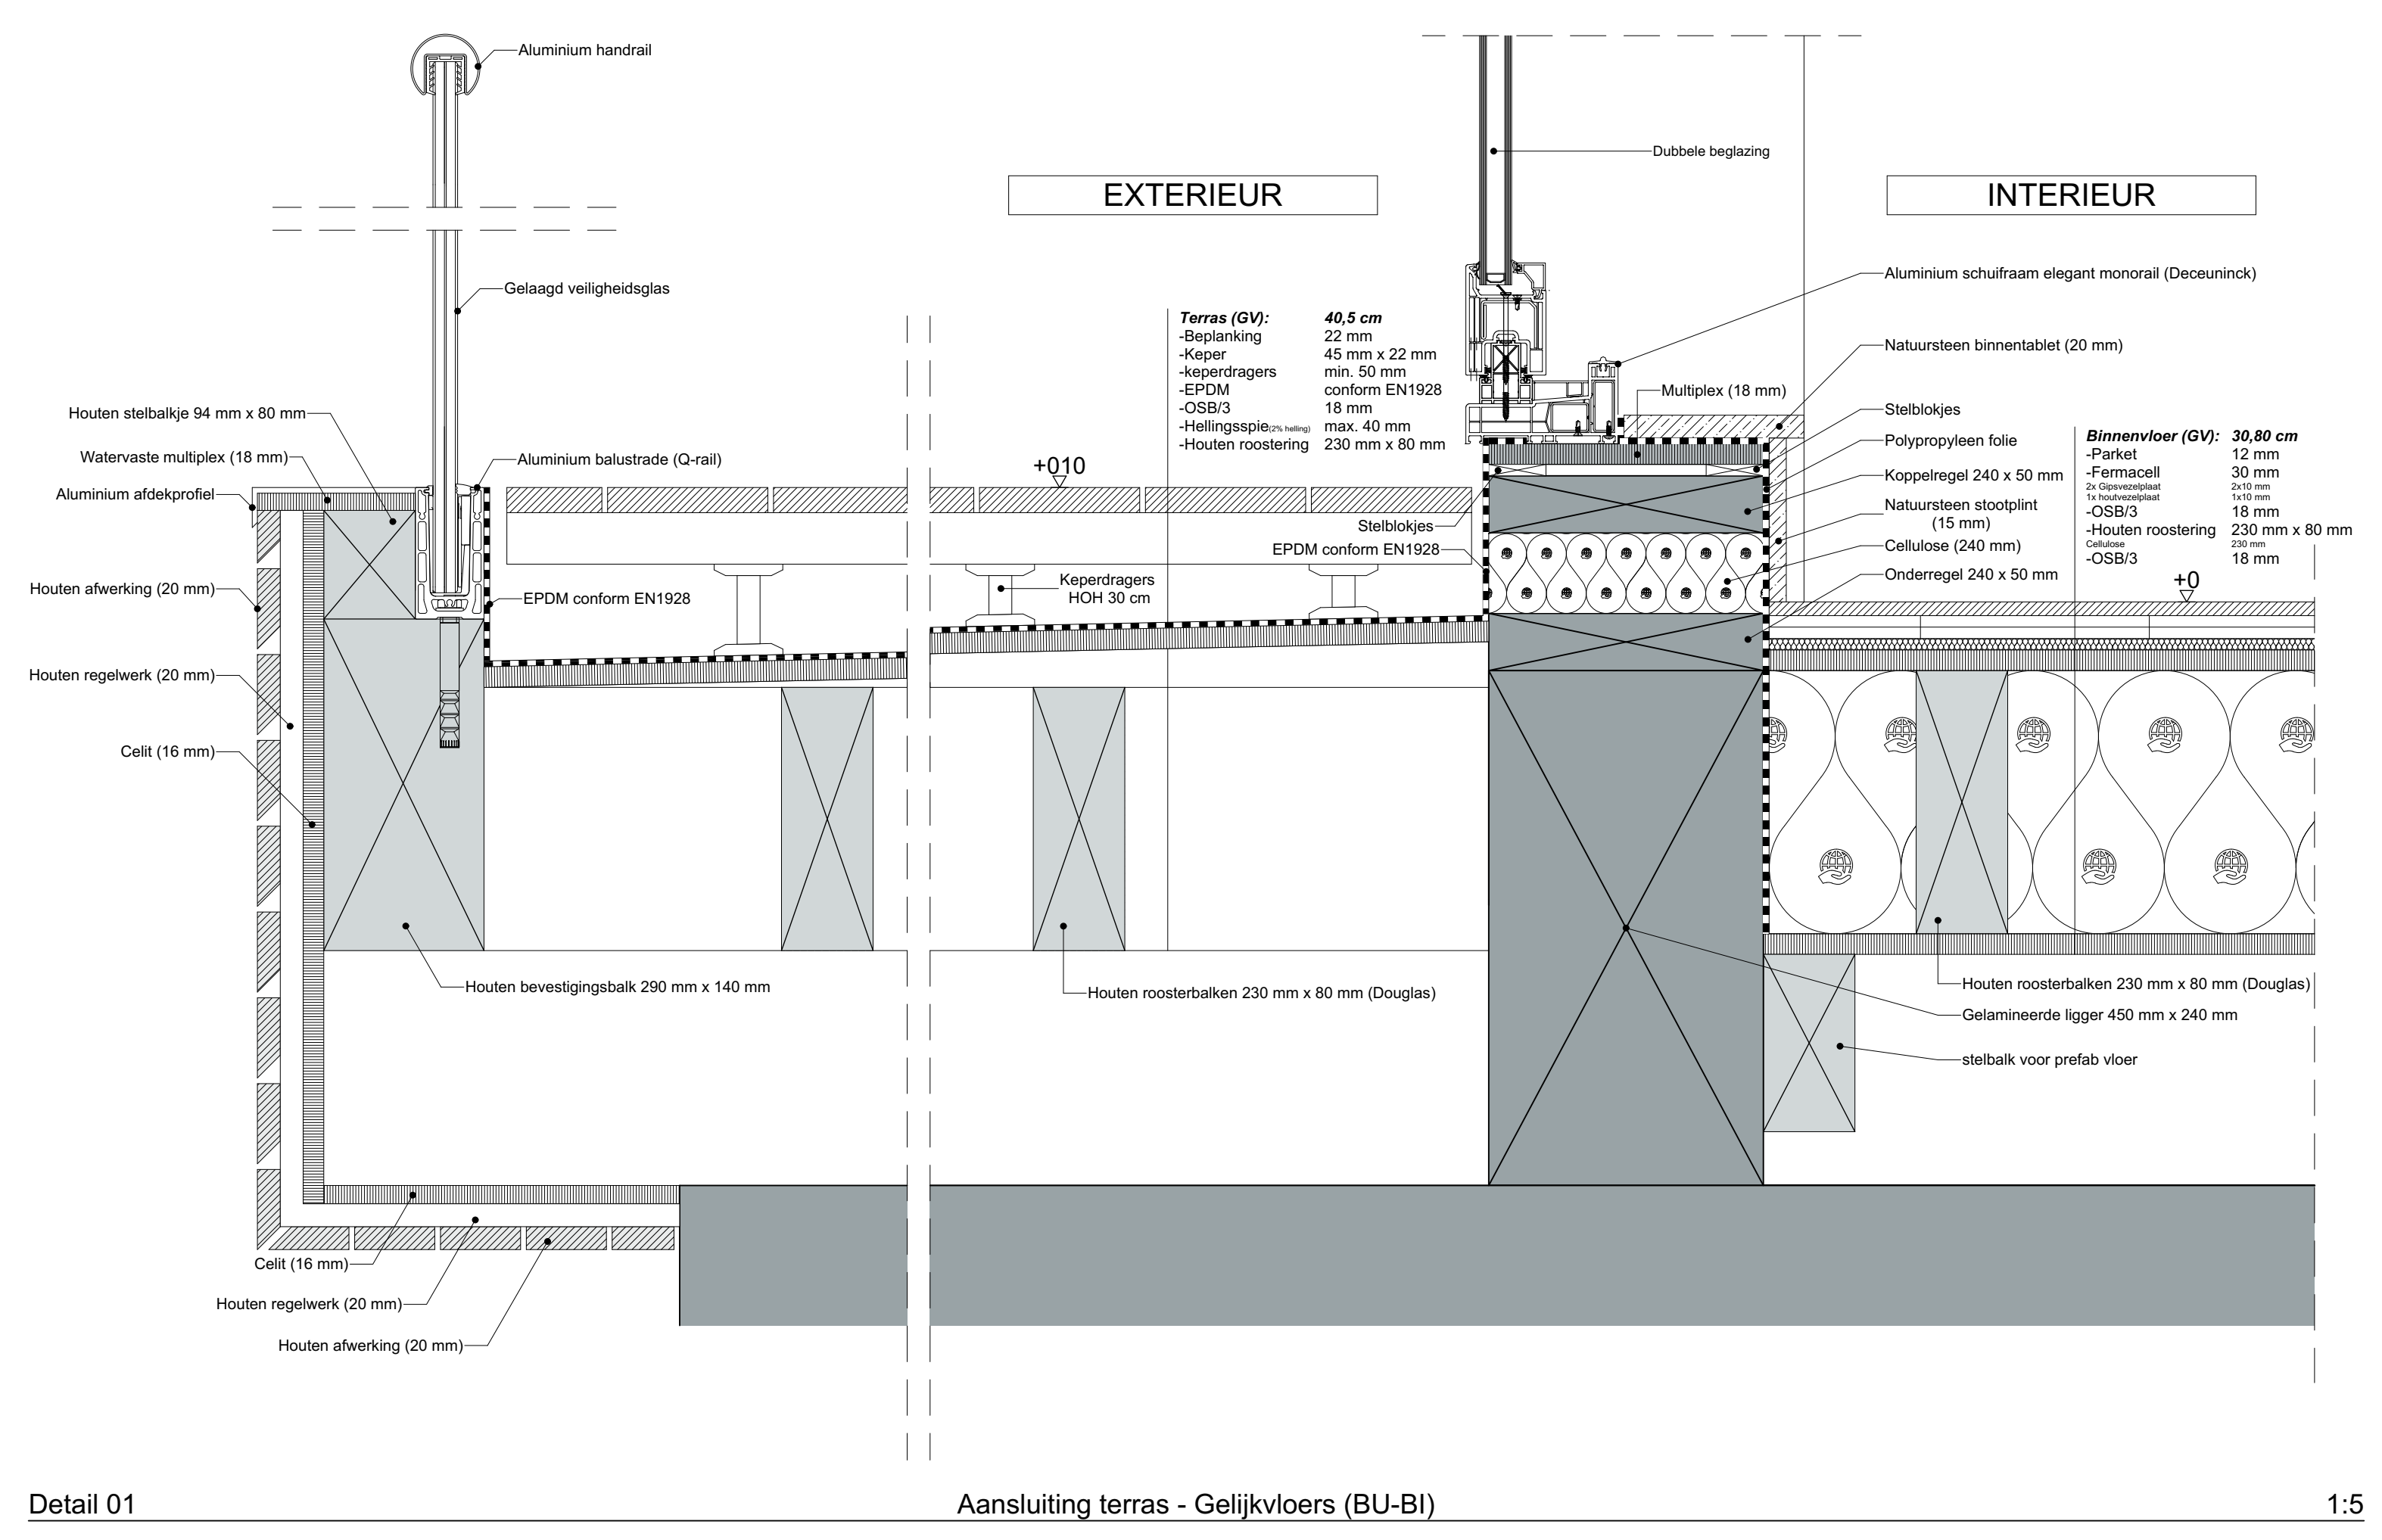 Aluminium handrail
Dubbele beglazing
EXTERIEUR
INTERIEUR
Gelaagd veiligheidsglas
Aluminium schuifraam elegant monorail (Deceuninck)
Terras (GV): 40,5 cm
-Beplanking 22 mm
-Keper 45 mm x 22 mm
-keperdragers min. 50 mm
-EPDM conform EN1928
-OSB/3 18 mm
-Hellingsspie(2% helling) max. 40 mm
-Houten roostering 230 mm x 80 mm
Natuursteen binnentablet (20 mm)
Multiplex (18 mm)
Stelblokjes
Polypropyleen folie
Koppelregel 240 x 50 mm
Natuursteen stootplint
(15 mm)
Cellulose (240 mm)
Onderregel 240 x 50 mm
Binnenvloer (GV): 30,80 cm
-Parket 12 mm
-Fermacell 30 mm
2x Gipsvezelplaat 2x10 mm
1x houtvezelplaat 1x10 mm
-OSB/3 18 mm
-Houten roostering 230 mm x 80 mm
Cellulose 230 mm
-OSB/3 18 mm
+0
Houten stelbalkje 94 mm x 80 mm
Watervaste multiplex (18 mm)
Aluminium afdekprofiel
Aluminium balustrade (Q-rail)
+010
Stelblokjes
EPDM conform EN1928
Keperdragers
HOH 30 cm
EPDM conform EN1928
Houten afwerking (20 mm)
Houten regelwerk (20 mm)
Celit (16 mm)
Houten bevestigingsbalk 290 mm x 140 mm
Houten roosterbalken 230 mm x 80 mm (Douglas)
Houten roosterbalken 230 mm x 80 mm (Douglas)
Gelamineerde ligger 450 mm x 240 mm
stelbalk voor prefab vloer
Celit (16 mm)
Houten regelwerk (20 mm)
Houten afwerking (20 mm)
Detail 01
Aansluiting terras - Gelijkvloers (BU-BI)
1:5